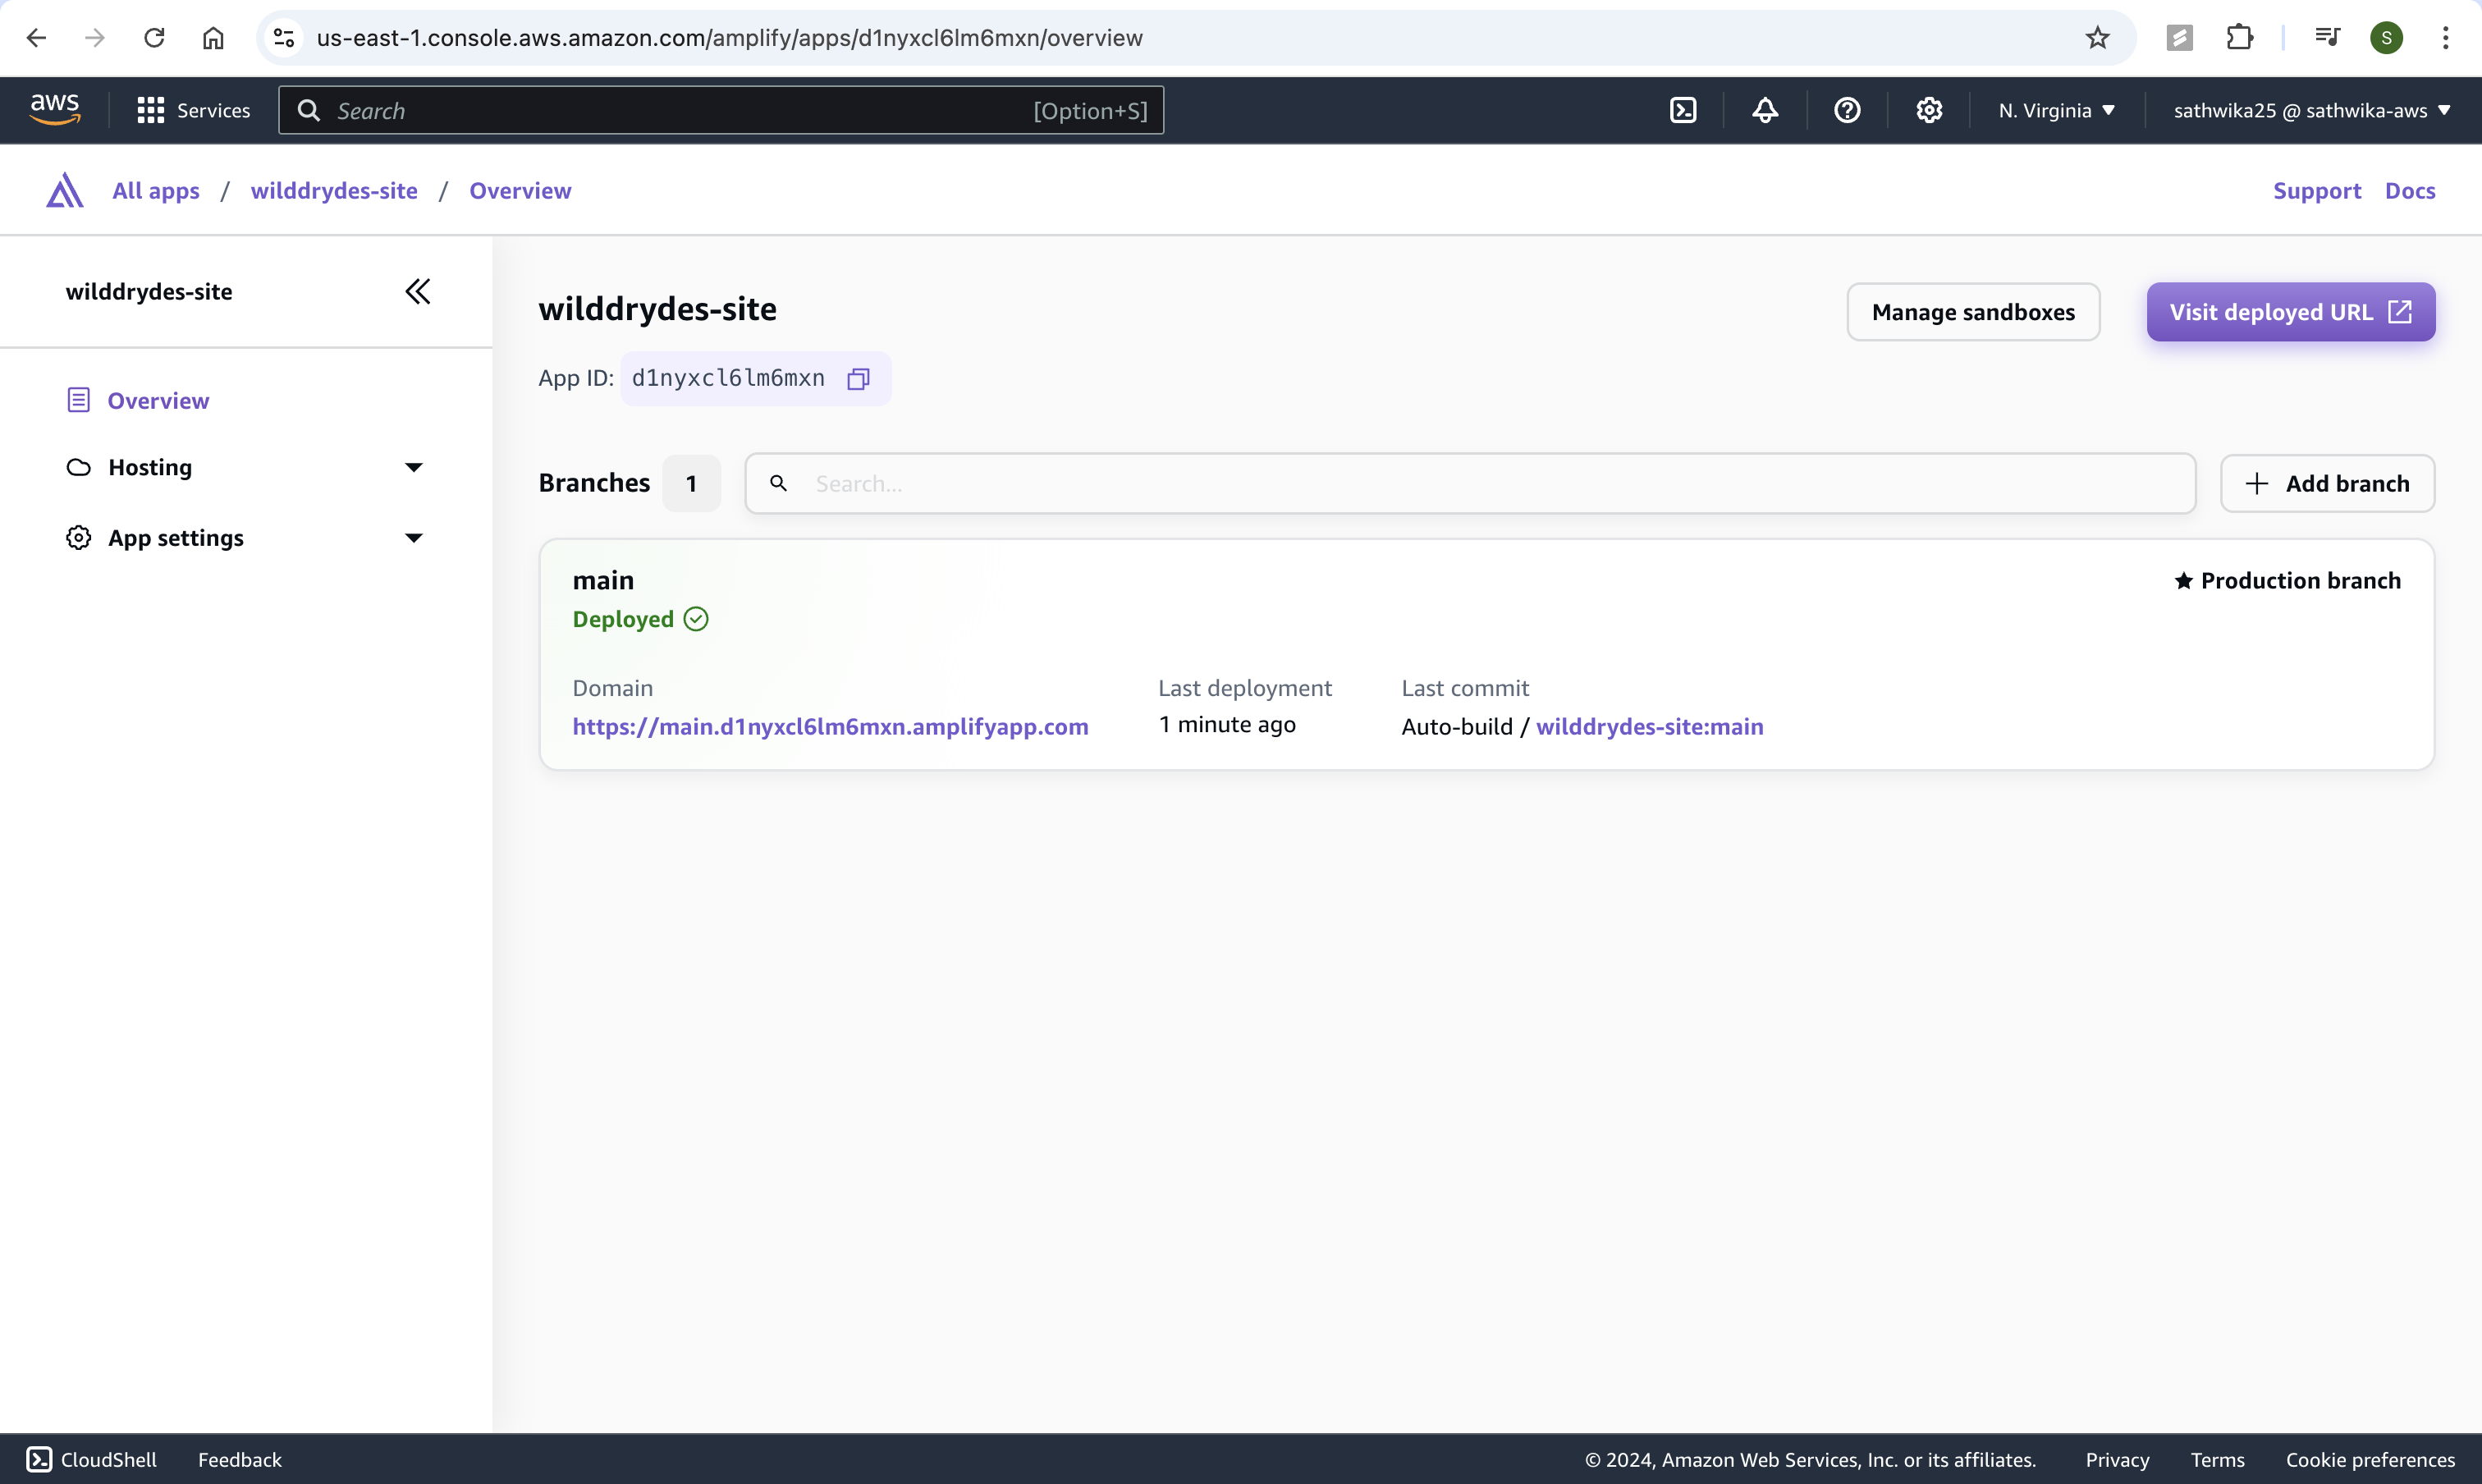 us-east-1.console.aws.amazon.com/amplify/apps/d1nyxcl6lm6mxn/overview
S
aws
Services
Search
[Option+S]
N. Virginia
sathwika25 @ sathwika-aws
All apps / wilddrydes-site / Overview
Support
Docs
wilddrydes-site
Overview
Hosting
App settings
wilddrydes-site
Manage sandboxes
Visit deployed URL
App ID: d1nyxcl6lm6mxn
Branches 1
Search...
Add branch
main
Production branch
Deployed
Domain
Last deployment
Last commit
https://main.d1nyxcl6lm6mxn.amplifyapp.com
1 minute ago
Auto-build / wilddrydes-site:main
CloudShell
Feedback
© 2024, Amazon Web Services, Inc. or its affiliates.
Privacy
Terms
Cookie preferences